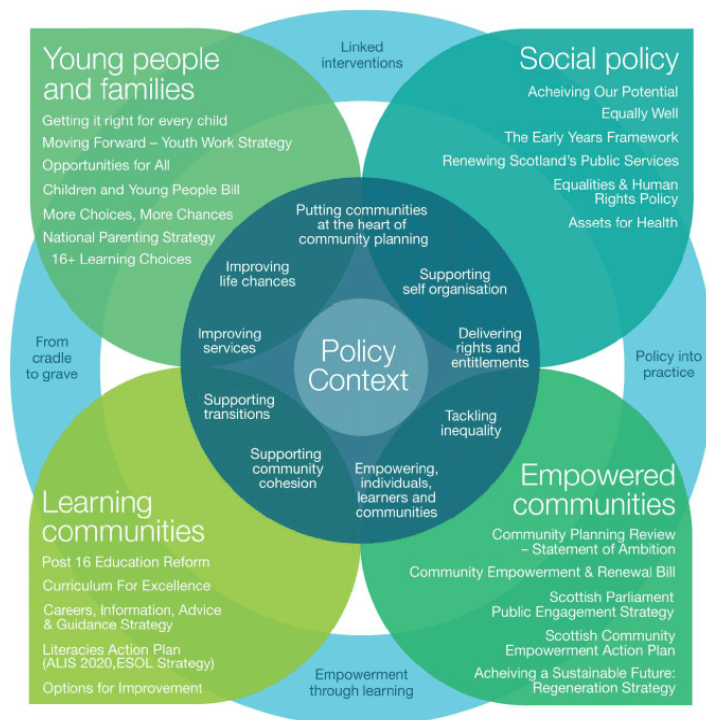 Linked
interventions
Young people
and families
Getting it right for every child
Moving Forward – Youth Work Strategy
Opportunities for All
Children and Young People Bill
More Choices, More Chances
National Parenting Strategy
16+ Learning Choices
Social policy
Acheiving Our Potential
Equally Well
The Early Years Framework
Renewing Scotland's Public Services
Equalities & Human
Rights Policy
Assets for Health
Putting communities
at the heart of
community planning
Improving
life chances
Supporting
self organisation
Improving
services
Delivering
rights and
entitlements
Policy
Context
Supporting
transitions
Tackling
inequality
Supporting
community
cohesion
Empowering,
individuals,
learners and
communities
From
cradle
to grave
Policy into
practice
Learning
communities
Post 16 Education Reform
Curriculum For Excellence
Careers, Information, Advice
& Guidance Strategy
Literacies Action Plan
(ALIS 2020,ESOL Strategy)
Options for Improvement
Empowered
communities
Community Planning Review
– Statement of Ambition
Community Empowerment & Renewal Bill
Scottish Parliament
Public Engagement Strategy
Scottish Community
Empowerment Action Plan
Acheiving a Sustainable Future:
Regeneration Strategy
Empowerment
through learning